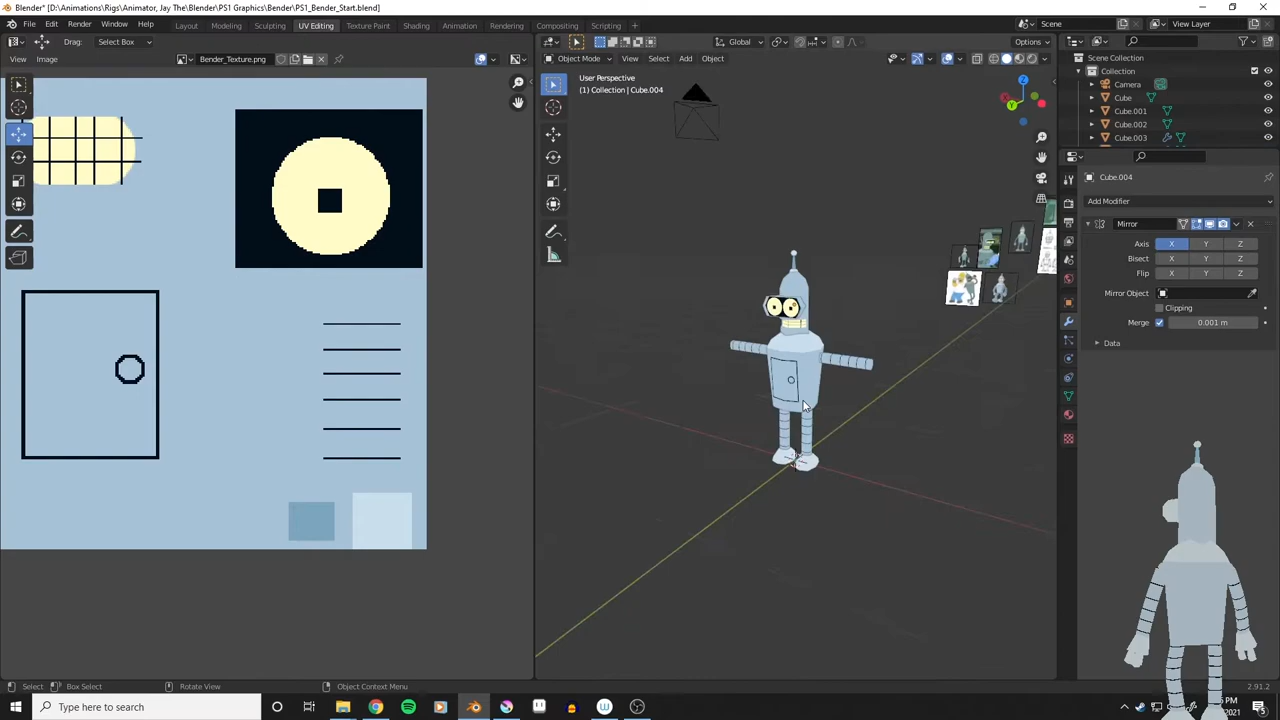 Blender* [D:\Animations\Rigs\Animator, Jay The\Blender\PS1 Graphics\Bender\PS1_Bender_Start.blend]
File Edit Render Window Help Layout Modeling Sculpting UV Editing Texture Paint Shading Animation Rendering Compositing Scripting + Scene View Layer
Drag: Select Box Global Options
View Image Bender_Texture.png Object Mode View Select Add Object
User Perspective
(1) Collection | Cube.004
Scene Collection
Collection
Camera
Cube
Cube.001
Cube.002
Cube.003
Cube.004
Add Modifier
Mirror
Axis X Y Z
Bisect X Y Z
Flip X Y Z
Mirror Object
Clipping
Merge 0.001 m
Data
Select Box Select Rotate View Object Context Menu 2.91.2
Type here to search